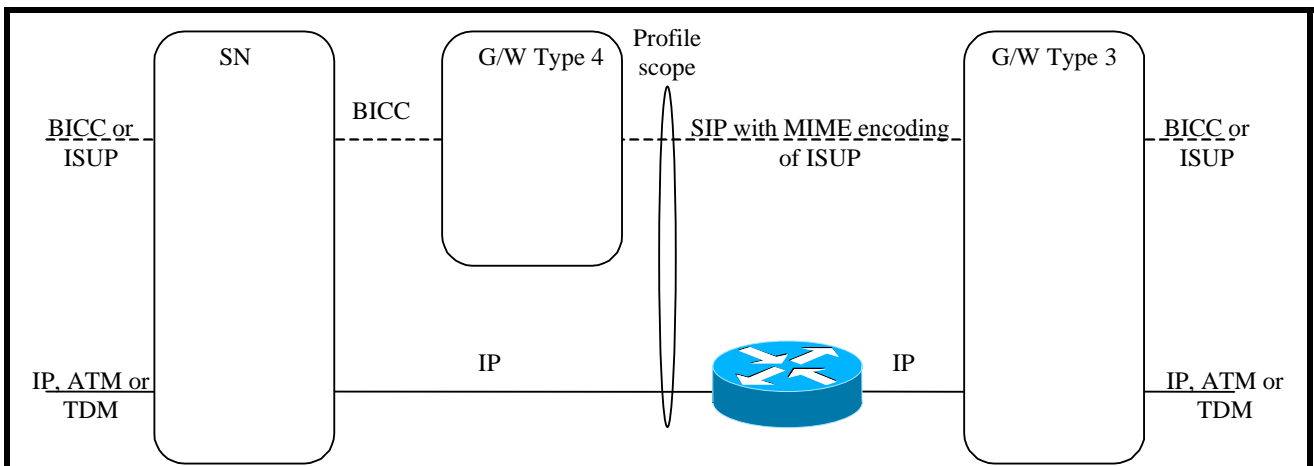 SN
G/W Type 4
Profile
scope
G/W Type 3
BICC or
ISUP
BICC
SIP with MIME encoding
of ISUP
BICC or
ISUP
IP, ATM or
TDM
IP
IP
IP, ATM or
TDM